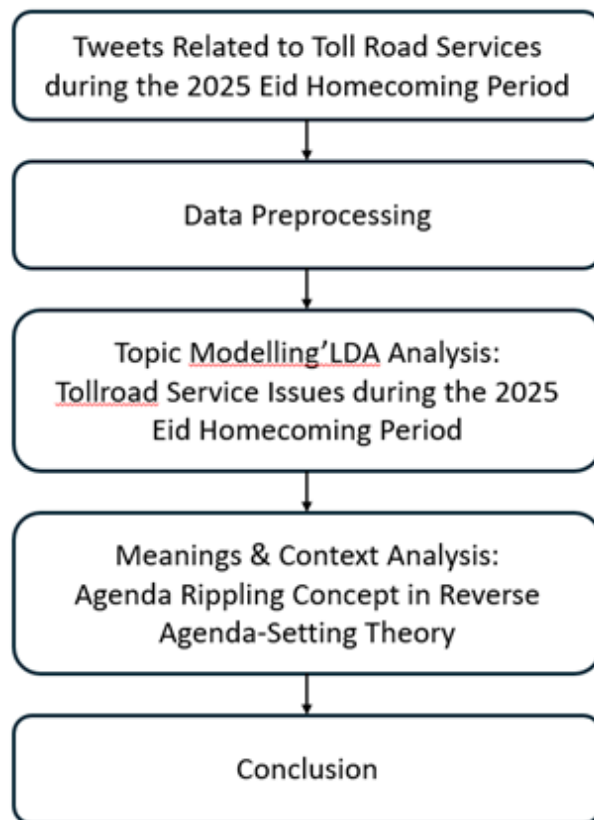 Tweets Related to Toll Road Services
during the 2025 Eid Homecoming Period
Data Preprocessing
Topic Modelling'LDA Analysis:
Tollroad Service Issues during the 2025
Eid Homecoming Period
Meanings & Context Analysis:
Agenda Rippling Concept in Reverse
Agenda-Setting Theory
Conclusion